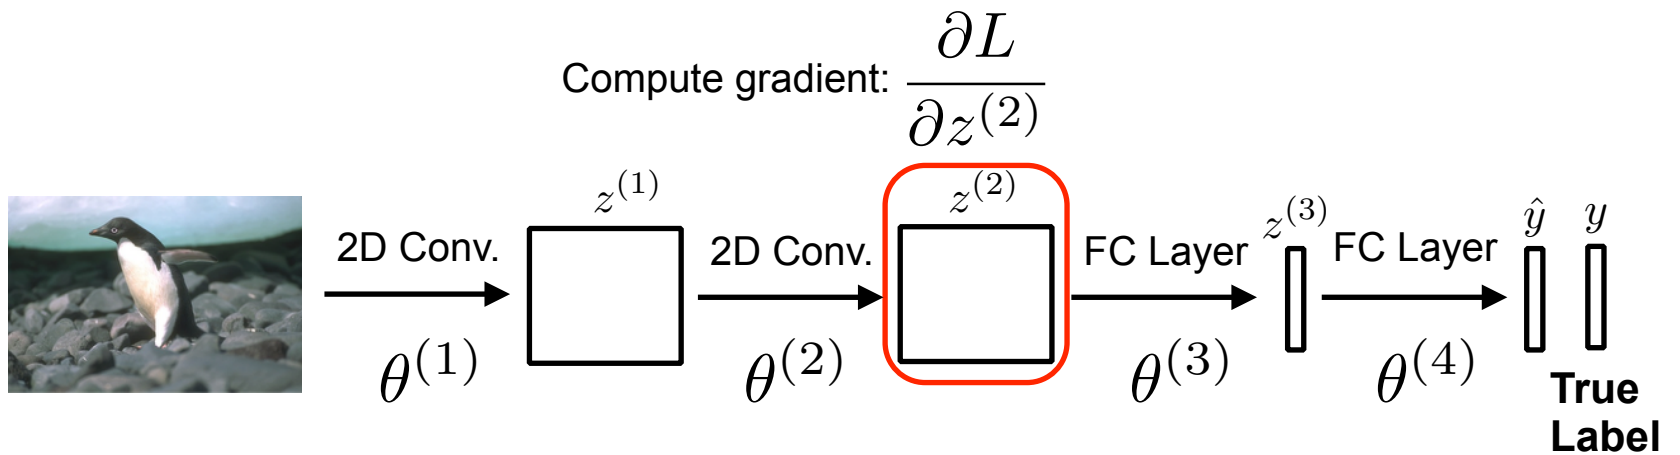 Compute gradient: ∂L / ∂z^(2)
z^(1)
z^(2)
z^(3)
ŷ
y
2D Conv.
2D Conv.
FC Layer
FC Layer
θ^(1)
θ^(2)
θ^(3)
θ^(4)
True
Label